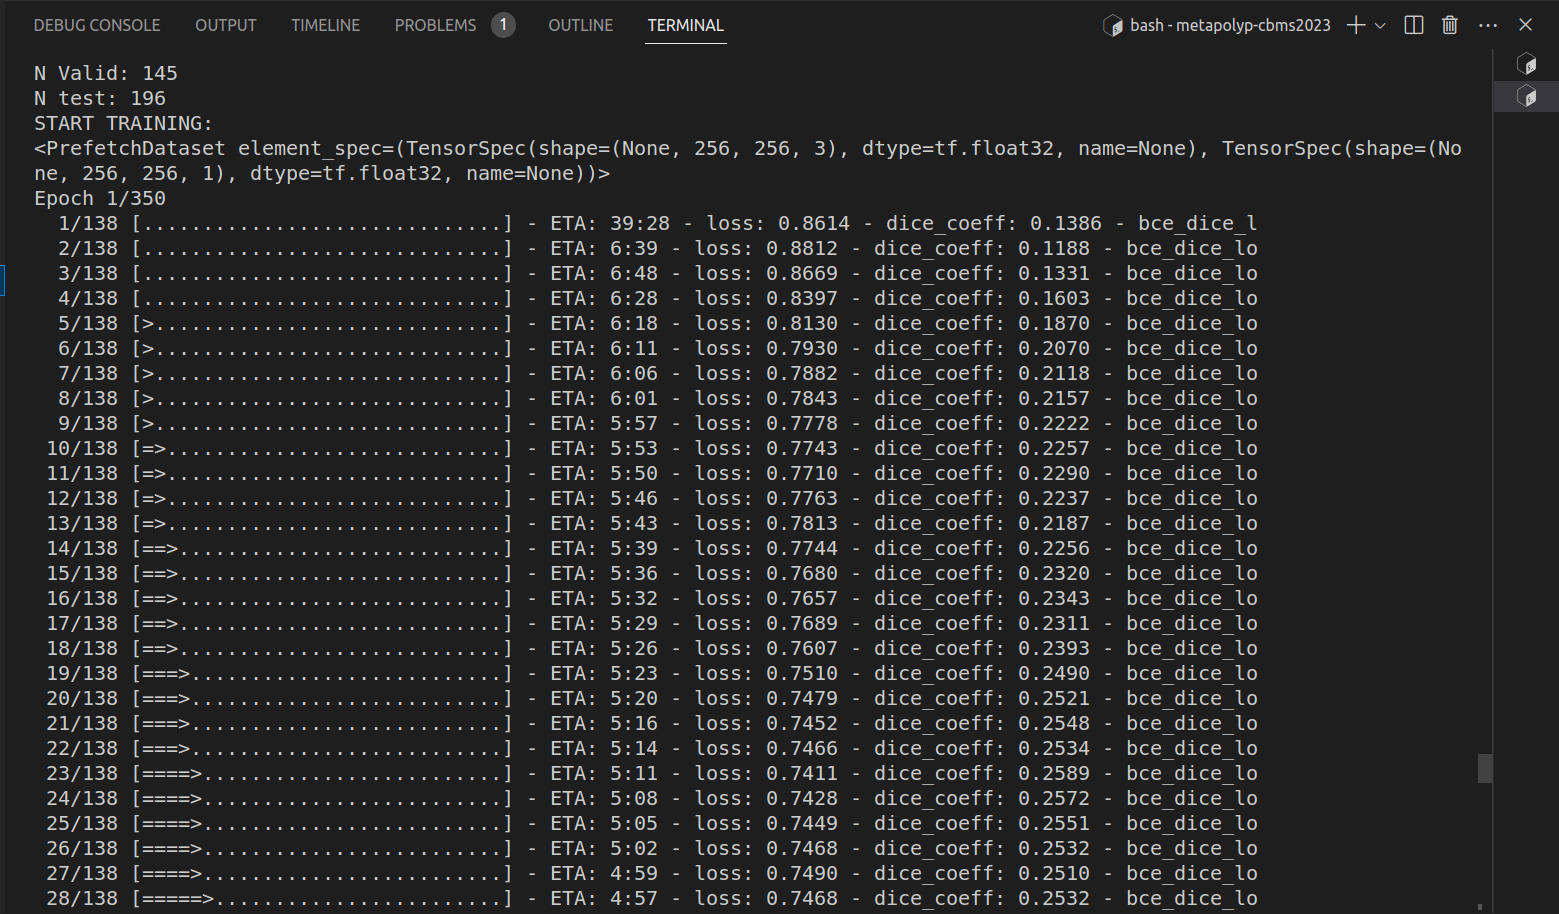 DEBUG CONSOLE OUTPUT TIMELINE PROBLEMS 1 OUTLINE TERMINAL bash - metapolyp-cbms2023
N Valid: 145
N test: 196
START TRAINING:
<PrefetchDataset element_spec=(TensorSpec(shape=(None, 256, 256, 3), dtype=tf.float32, name=None), TensorSpec(shape=(No
ne, 256, 256, 1), dtype=tf.float32, name=None))>
Epoch 1/350
1/138 [..............................] - ETA: 39:28 - loss: 0.8614 - dice_coeff: 0.1386 - bce_dice_l
2/138 [..............................] - ETA: 6:39 - loss: 0.8812 - dice_coeff: 0.1188 - bce_dice_lo
3/138 [..............................] - ETA: 6:48 - loss: 0.8669 - dice_coeff: 0.1331 - bce_dice_lo
4/138 [..............................] - ETA: 6:28 - loss: 0.8397 - dice_coeff: 0.1603 - bce_dice_lo
5/138 [>.............................] - ETA: 6:18 - loss: 0.8130 - dice_coeff: 0.1870 - bce_dice_lo
6/138 [>.............................] - ETA: 6:11 - loss: 0.7930 - dice_coeff: 0.2070 - bce_dice_lo
7/138 [>.............................] - ETA: 6:06 - loss: 0.7882 - dice_coeff: 0.2118 - bce_dice_lo
8/138 [>.............................] - ETA: 6:01 - loss: 0.7843 - dice_coeff: 0.2157 - bce_dice_lo
9/138 [>.............................] - ETA: 5:57 - loss: 0.7778 - dice_coeff: 0.2222 - bce_dice_lo
10/138 [=>............................] - ETA: 5:53 - loss: 0.7743 - dice_coeff: 0.2257 - bce_dice_lo
11/138 [=>............................] - ETA: 5:50 - loss: 0.7710 - dice_coeff: 0.2290 - bce_dice_lo
12/138 [=>............................] - ETA: 5:46 - loss: 0.7763 - dice_coeff: 0.2237 - bce_dice_lo
13/138 [=>............................] - ETA: 5:43 - loss: 0.7813 - dice_coeff: 0.2187 - bce_dice_lo
14/138 [==>...........................] - ETA: 5:39 - loss: 0.7744 - dice_coeff: 0.2256 - bce_dice_lo
15/138 [==>...........................] - ETA: 5:36 - loss: 0.7680 - dice_coeff: 0.2320 - bce_dice_lo
16/138 [==>...........................] - ETA: 5:32 - loss: 0.7657 - dice_coeff: 0.2343 - bce_dice_lo
17/138 [==>...........................] - ETA: 5:29 - loss: 0.7689 - dice_coeff: 0.2311 - bce_dice_lo
18/138 [==>...........................] - ETA: 5:26 - loss: 0.7607 - dice_coeff: 0.2393 - bce_dice_lo
19/138 [===>..........................] - ETA: 5:23 - loss: 0.7510 - dice_coeff: 0.2490 - bce_dice_lo
20/138 [===>..........................] - ETA: 5:20 - loss: 0.7479 - dice_coeff: 0.2521 - bce_dice_lo
21/138 [===>..........................] - ETA: 5:16 - loss: 0.7452 - dice_coeff: 0.2548 - bce_dice_lo
22/138 [===>..........................] - ETA: 5:14 - loss: 0.7466 - dice_coeff: 0.2534 - bce_dice_lo
23/138 [====>.........................] - ETA: 5:11 - loss: 0.7411 - dice_coeff: 0.2589 - bce_dice_lo
24/138 [====>.........................] - ETA: 5:08 - loss: 0.7428 - dice_coeff: 0.2572 - bce_dice_lo
25/138 [====>.........................] - ETA: 5:05 - loss: 0.7449 - dice_coeff: 0.2551 - bce_dice_lo
26/138 [====>.........................] - ETA: 5:02 - loss: 0.7468 - dice_coeff: 0.2532 - bce_dice_lo
27/138 [====>.........................] - ETA: 4:59 - loss: 0.7490 - dice_coeff: 0.2510 - bce_dice_lo
28/138 [=====>........................] - ETA: 4:57 - loss: 0.7468 - dice_coeff: 0.2532 - bce_dice_lo